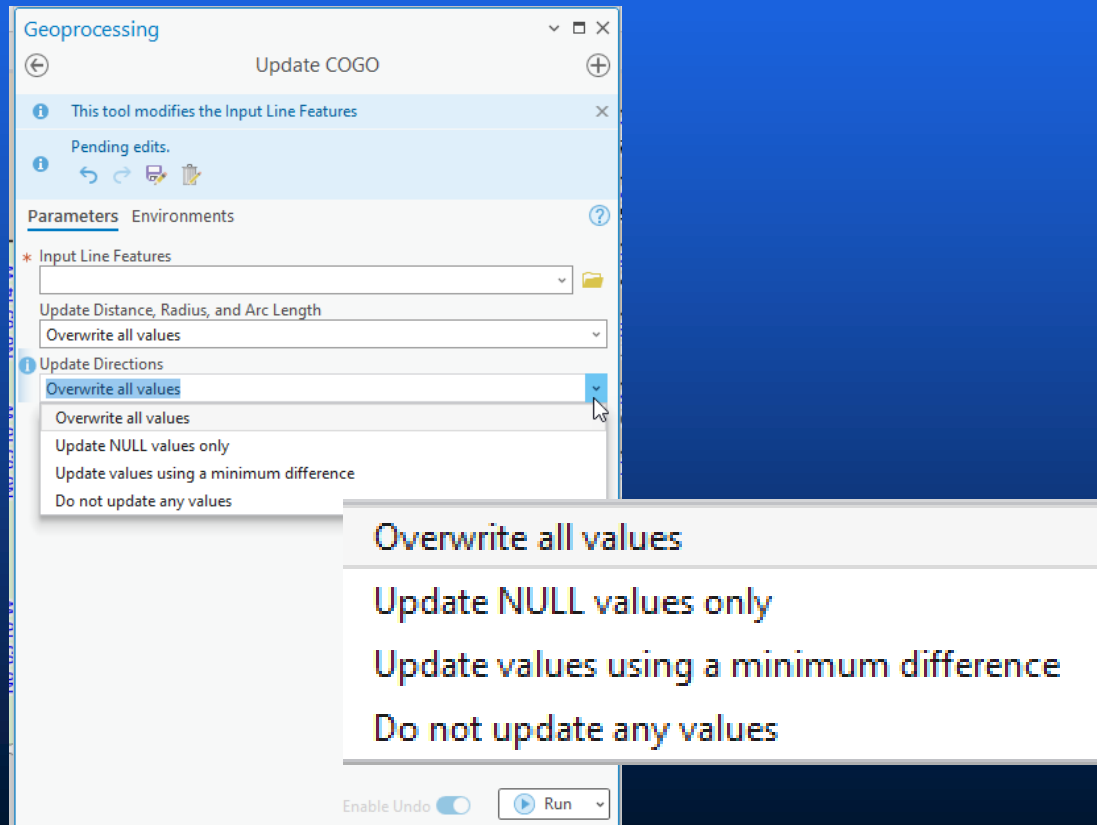 Geoprocessing
Update COGO
This tool modifies the Input Line Features
Pending edits.
Parameters Environments
* Input Line Features
Update Distance, Radius, and Arc Length
Overwrite all values
Update Directions
Overwrite all values
Overwrite all values
Update NULL values only
Update values using a minimum difference
Do not update any values
Overwrite all values
Update NULL values only
Update values using a minimum difference
Do not update any values
Enable Undo
Run